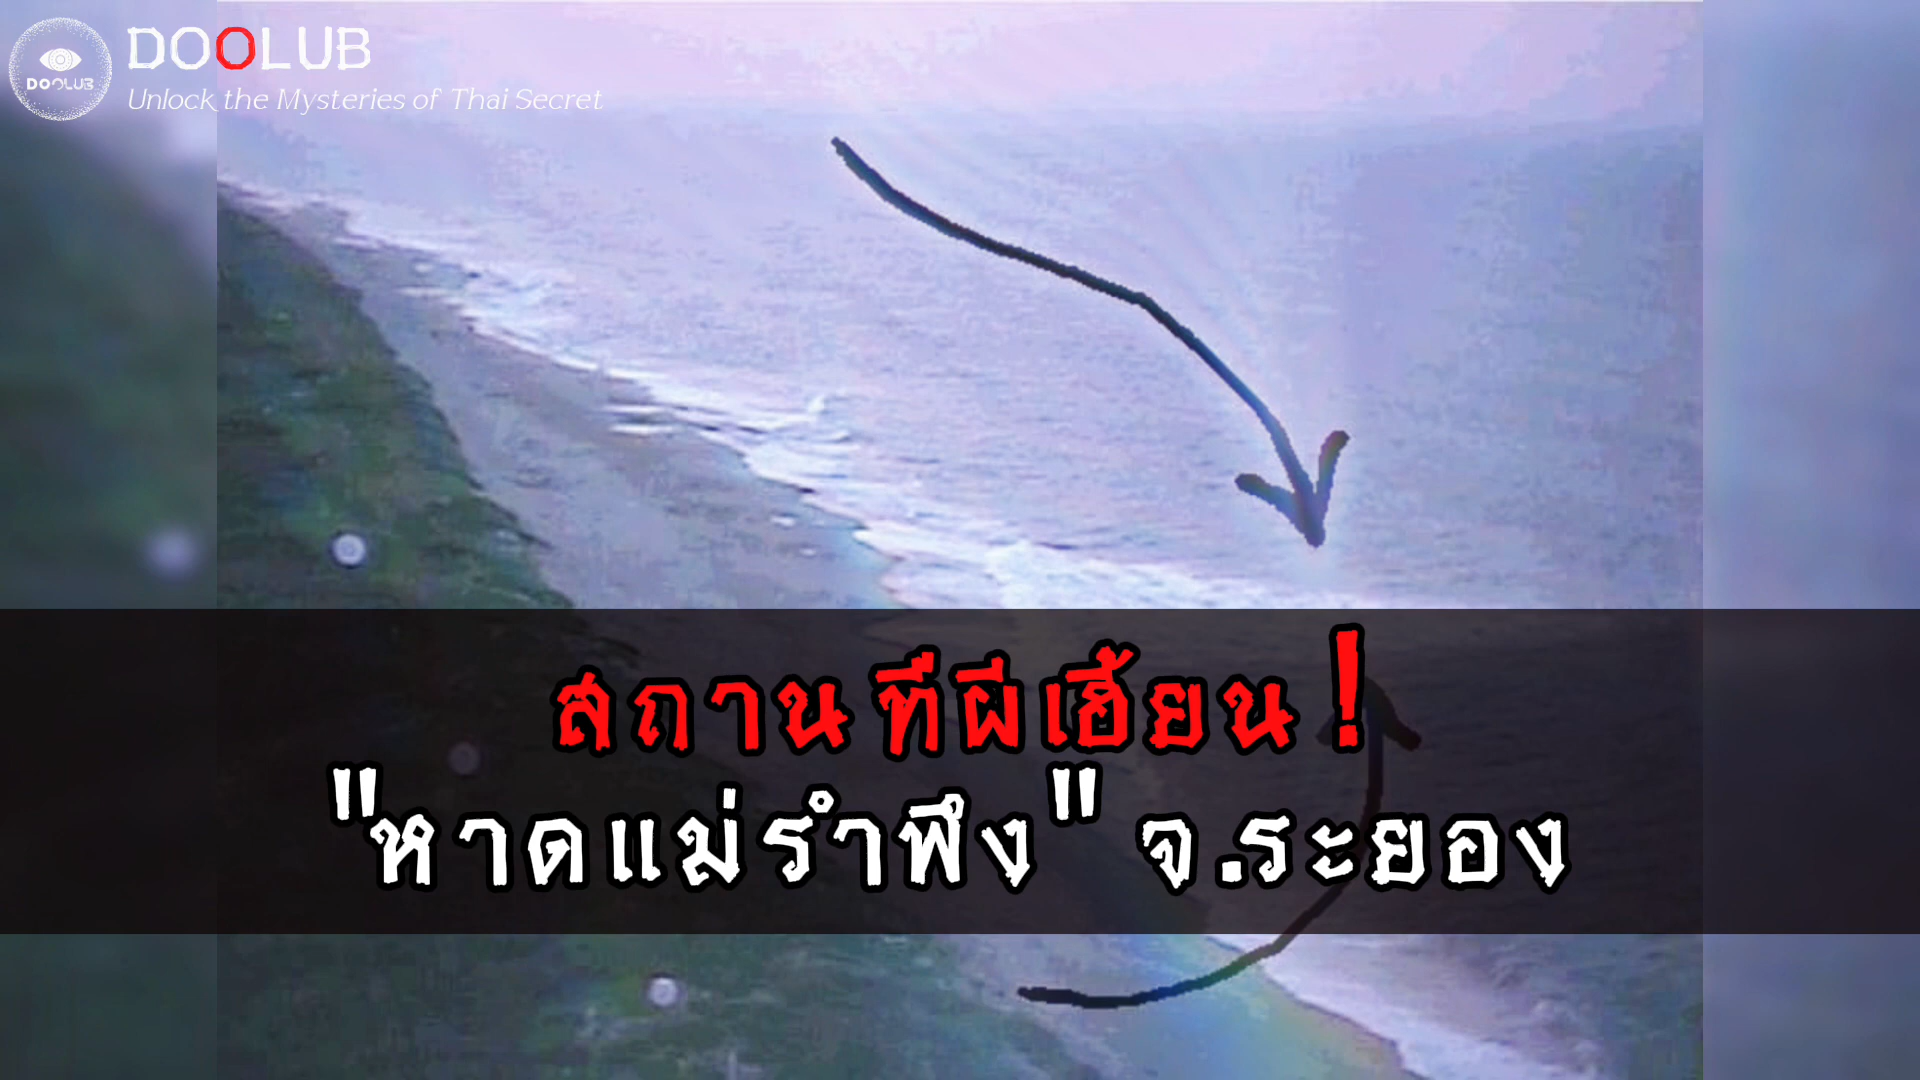 DOOLUB
DOOLUB
Unlock the Mysteries of Thai Secret
สถานที่ผีเฮี้ยน !
"หาดแม่รำพึง" จ.ระยอง